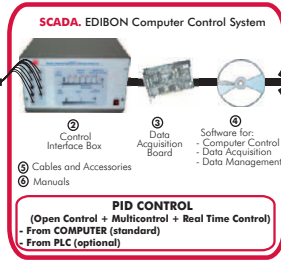 SCADA. EDIBON Computer Control System
2
Control
Interface Box
3
Data
Acquisition
Board
4
Software for:
- Computer Control
- Data Acquisition
- Data Management
5 Cables and Accessories
6 Manuals
PID CONTROL
(Open Control + Multicontrol + Real Time Control)
- From COMPUTER (standard)
- From PLC (optional)